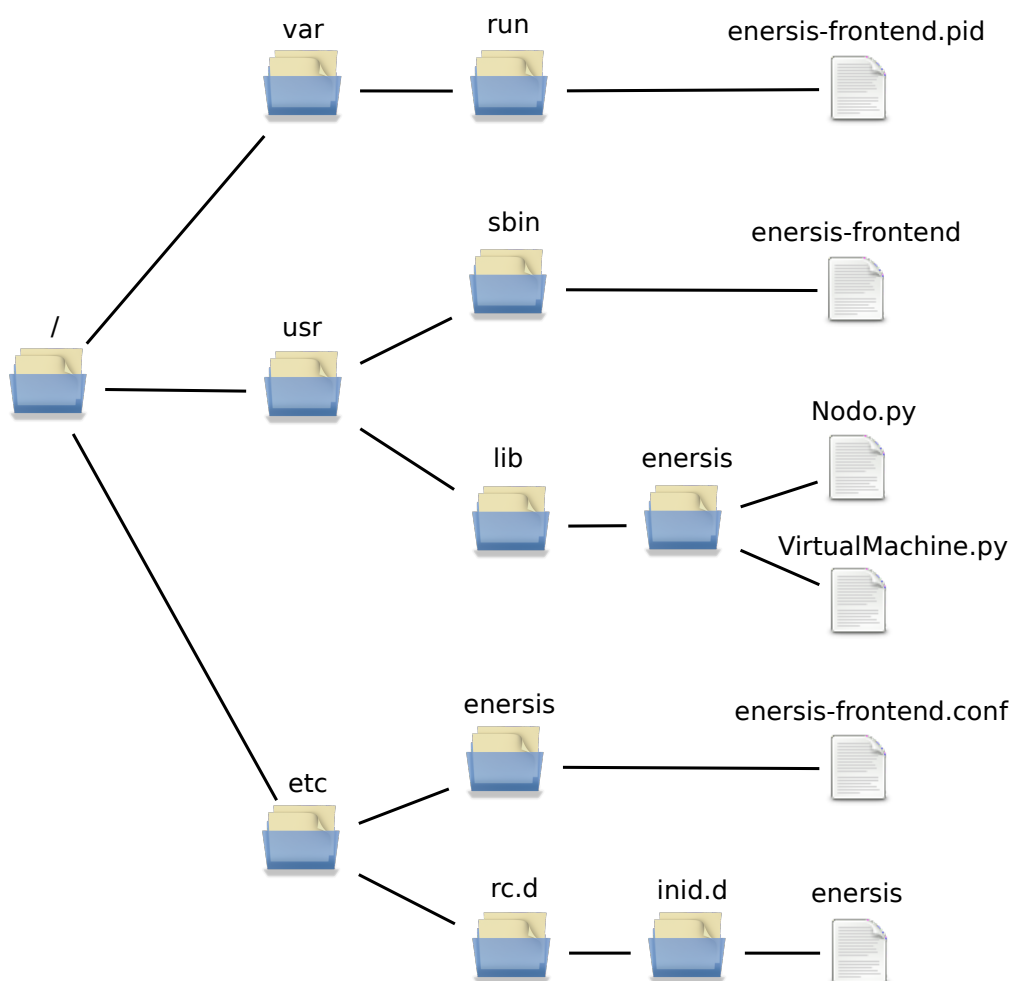 var
run
enersis-frontend.pid
sbin
enersis-frontend
/
usr
Nodo.py
lib
enersis
VirtualMachine.py
enersis
enersis-frontend.conf
etc
rc.d
inid.d
enersis